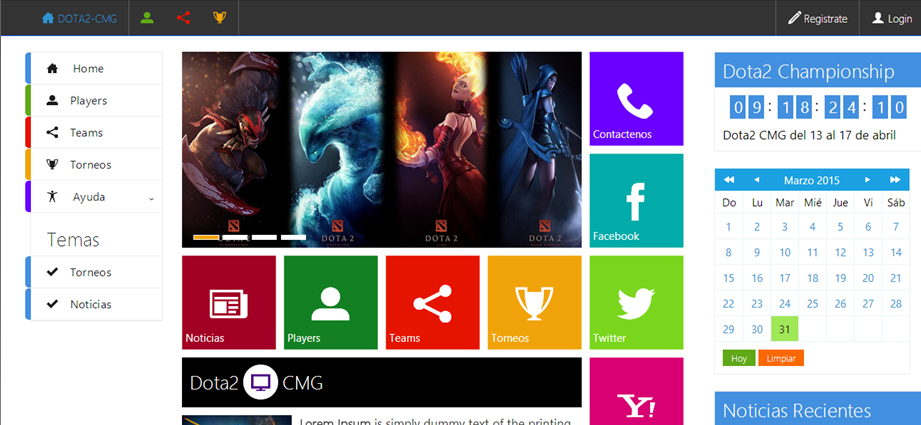 DOTA2-CMG
Registrate
Login
Home
Players
Teams
Torneos
Ayuda
Temas
Torneos
Noticias
DOTA 2
DOTA 2
DOTA 2
DOTA 2
Contactenos
Facebook
Noticias
Players
Teams
Torneos
Twitter
Dota2 CMG
Y!
Lorem Ipsum is simply dummy text of the printing
Dota2 Championship
09:18:24:10
Dota2 CMG del 13 al 17 de abril
Marzo 2015
Do Lu Mar Mié Jue Vi Sáb
1 2 3 4 5 6 7
8 9 10 11 12 13 14
15 16 17 18 19 20 21
22 23 24 25 26 27 28
29 30 31
Hoy Limpiar
Noticias Recientes